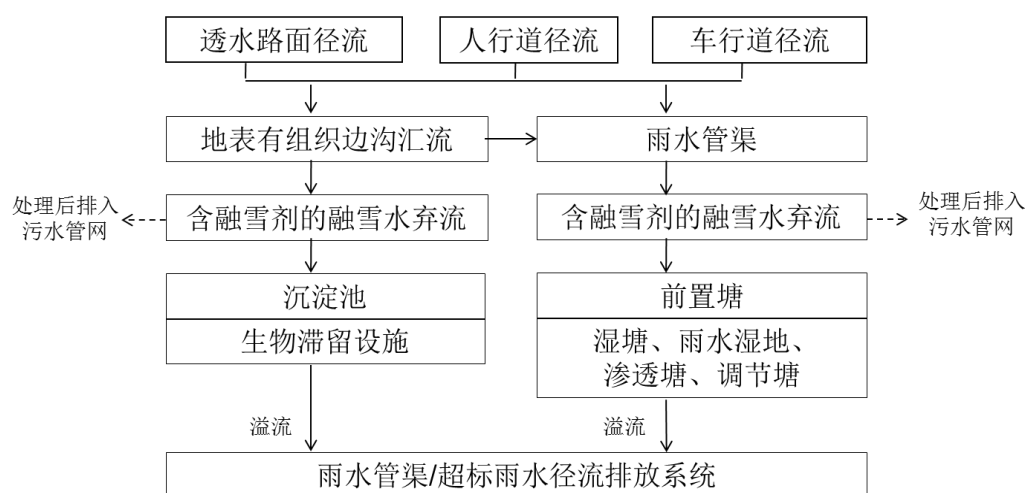 透水路面径流
人行道径流
车行道径流
地表有组织边沟汇流
雨水管渠
处理后排入
污水管网
含融雪剂的融雪水弃流
含融雪剂的融雪水弃流
处理后排入
污水管网
沉淀池
前置塘
生物滞留设施
湿塘、雨水湿地、
渗透塘、调节塘
溢流
溢流
雨水管渠/超标雨水径流排放系统